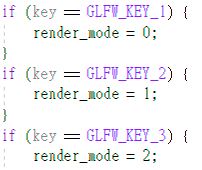 if (key == GLFW_KEY_1) {
    render_mode = 0;
}
if (key == GLFW_KEY_2) {
    render_mode = 1;
}
if (key == GLFW_KEY_3) {
    render_mode = 2;